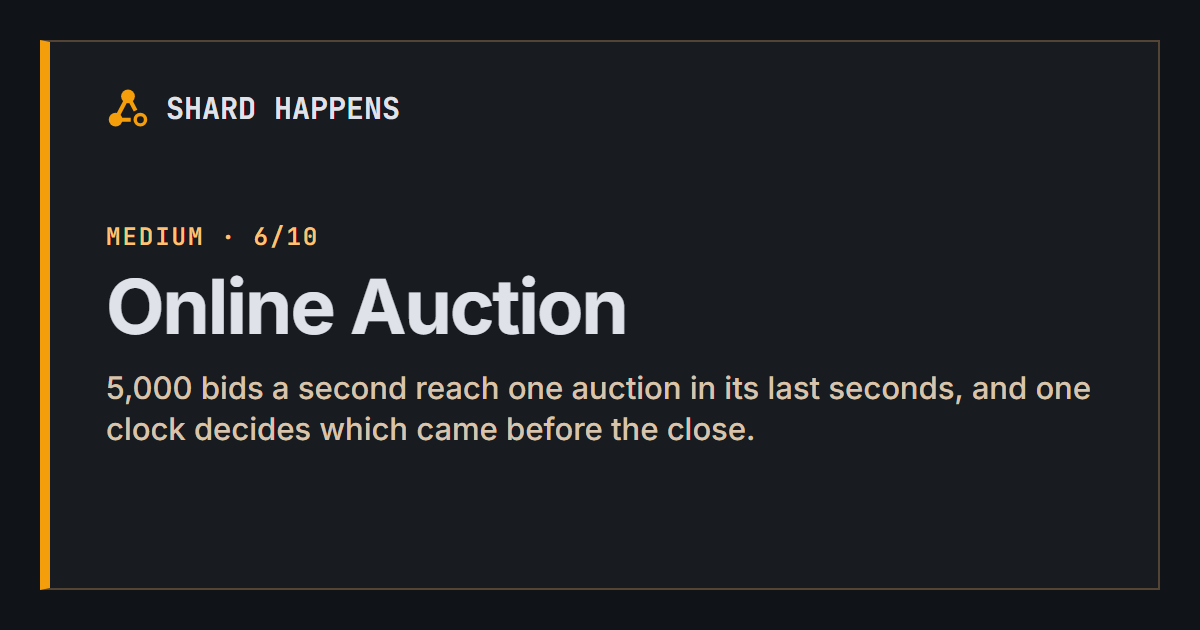 SHARD HAPPENS
MEDIUM · 6/10
Online Auction
5,000 bids a second reach one auction in its last seconds, and one
clock decides which came before the close.